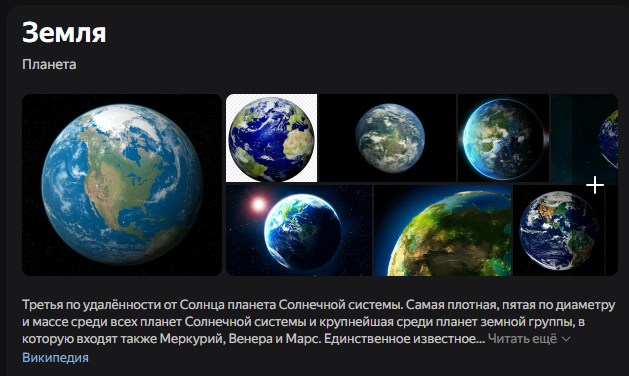 Земля
Планета
Третья по удалённости от Солнца планета Солнечной системы. Самая плотная, пятая по диаметру
и массе среди всех планет Солнечной системы и крупнейшая среди планет земной группы, в
которую входят также Меркурий, Венера и Марс. Единственное известное... Читать ещё
Википедия